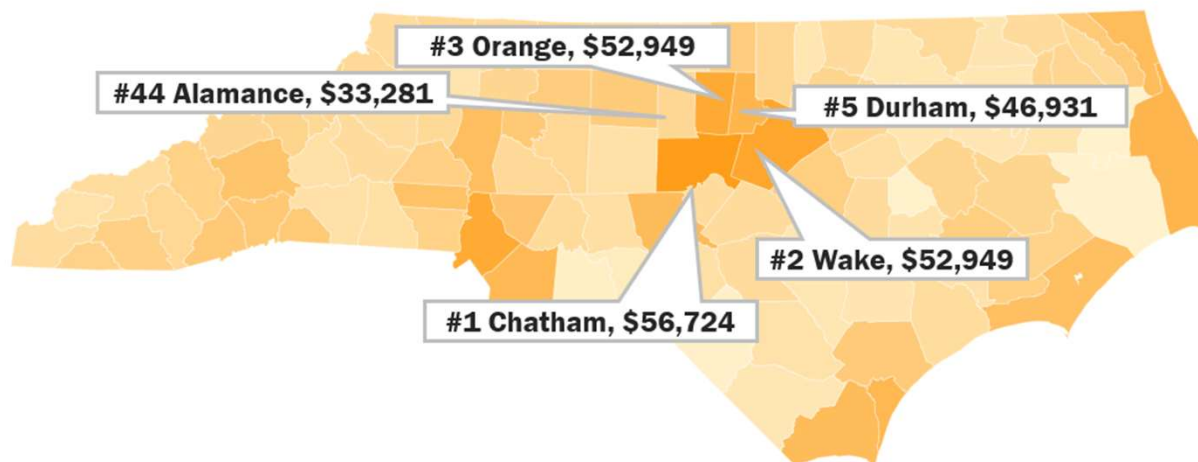 #3 Orange, $52,949
#44 Alamance, $33,281
#5 Durham, $46,931
#2 Wake, $52,949
#1 Chatham, $56,724